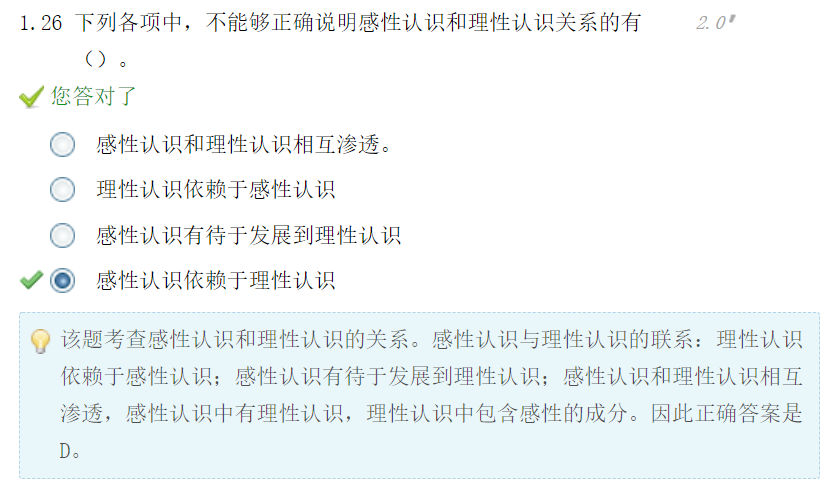 1.26 下列各项中，不能够正确说明感性认识和理性认识关系的有 2.0'
（）。
您答对了
感性认识和理性认识相互渗透。
理性认识依赖于感性认识
感性认识有待于发展到理性认识
感性认识依赖于理性认识
该题考查感性认识和理性认识的关系。感性认识与理性认识的联系：理性认识
依赖于感性认识；感性认识有待于发展到理性认识；感性认识和理性认识相互
渗透，感性认识中有理性认识，理性认识中包含感性的成分。因此正确答案是
D。